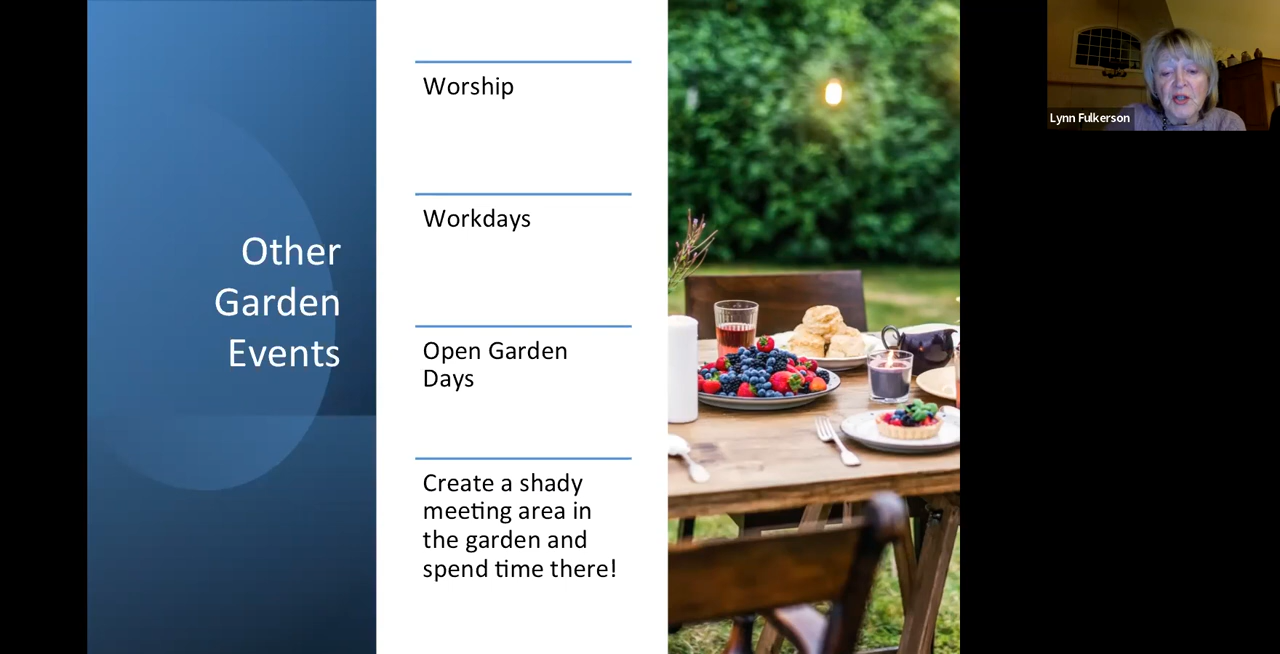 Other
Garden
Events
Worship
Workdays
Open Garden
Days
Create a shady
meeting area in
the garden and
spend time there!
Lynn Fulkerson